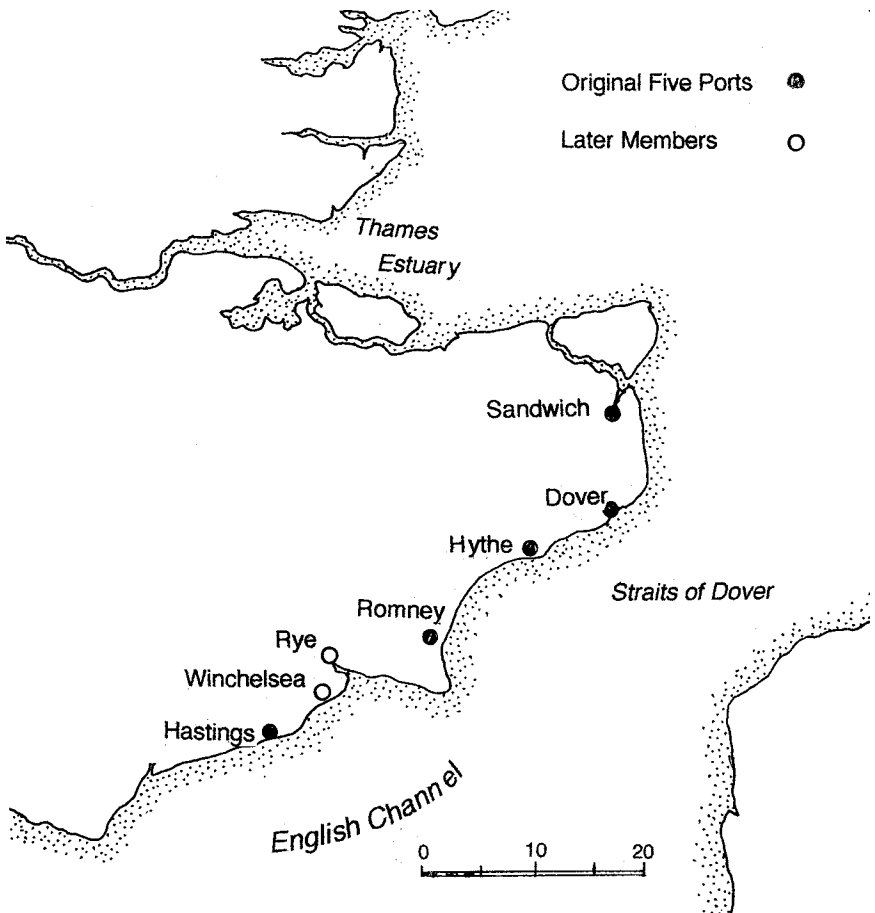 Original Five Ports
Later Members
Thames
Estuary
Sandwich
Dover
Hythe
Straits of Dover
Romney
Rye
Winchelsea
Hastings
English Channel
0 10 20